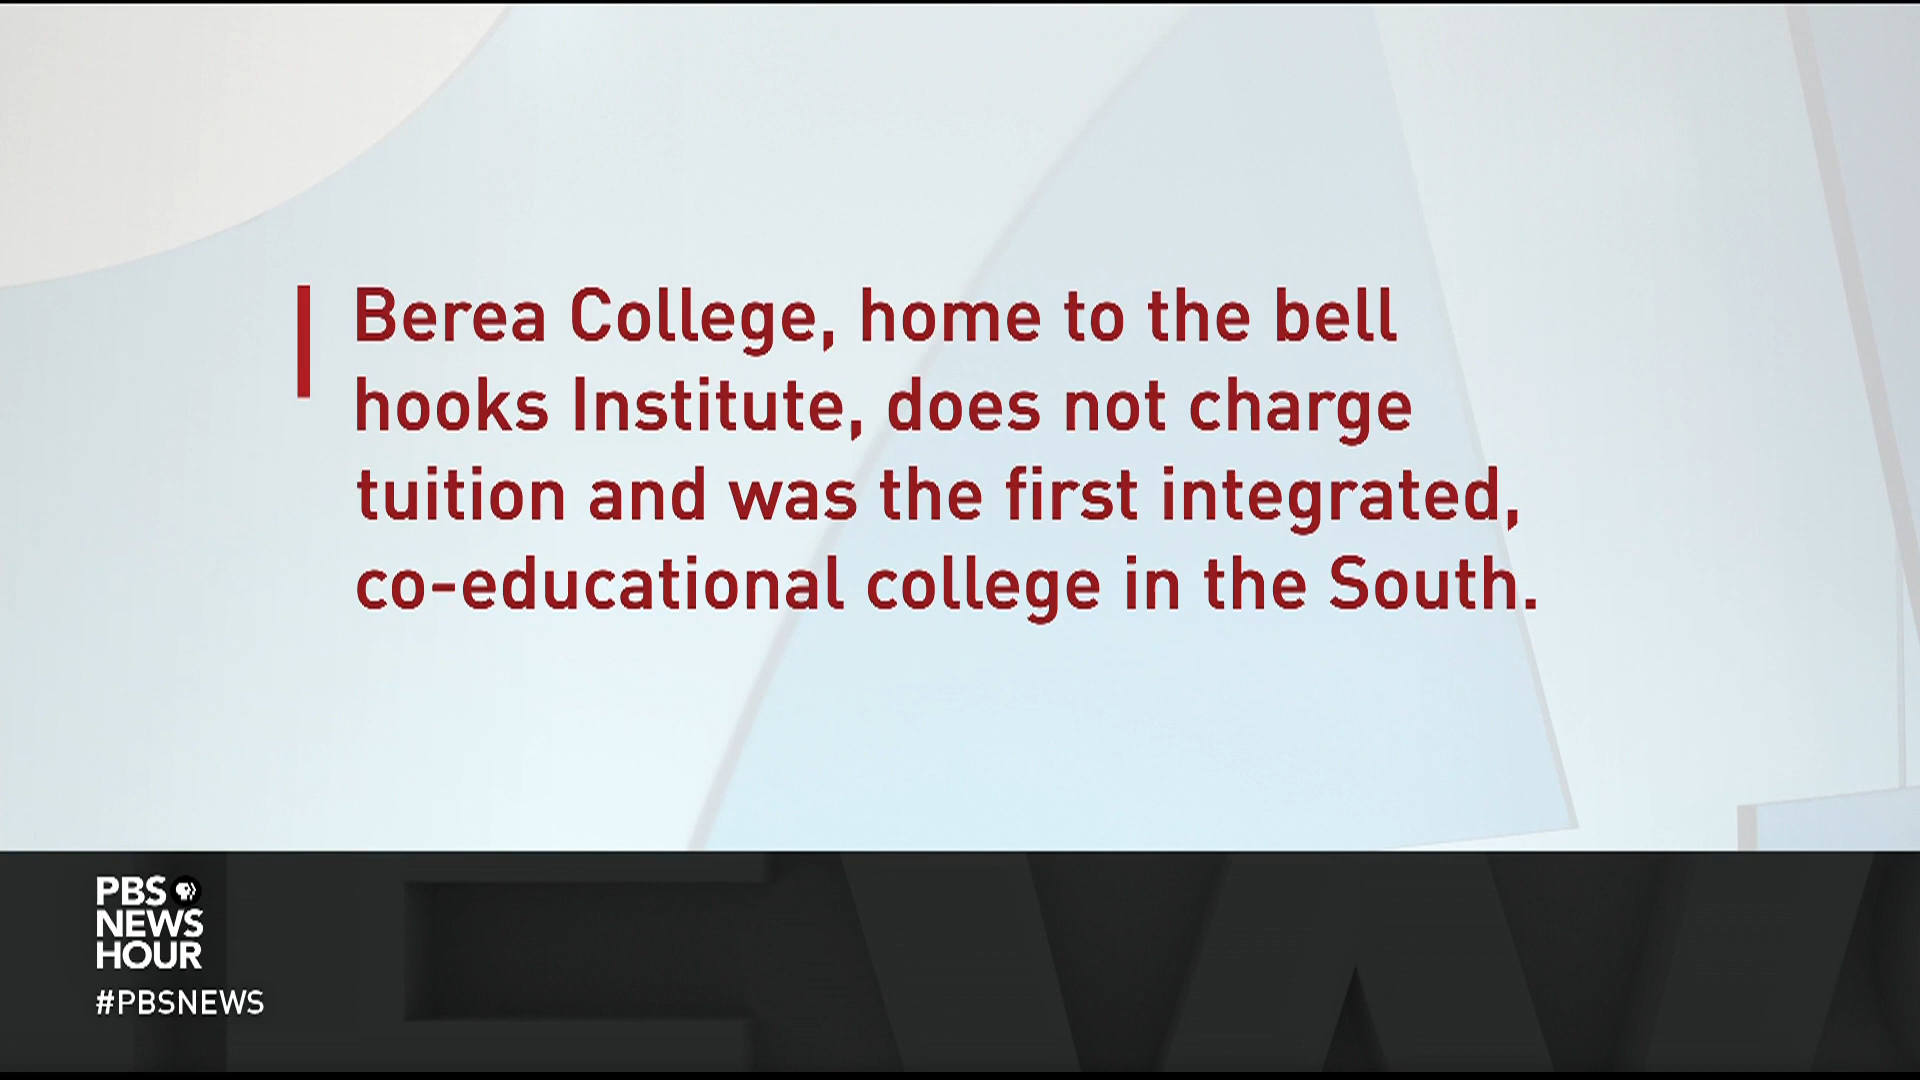 Berea College, home to the bell
hooks Institute, does not charge
tuition and was the first integrated,
co-educational college in the South.
PBS
NEWS
HOUR
#PBSNEWS